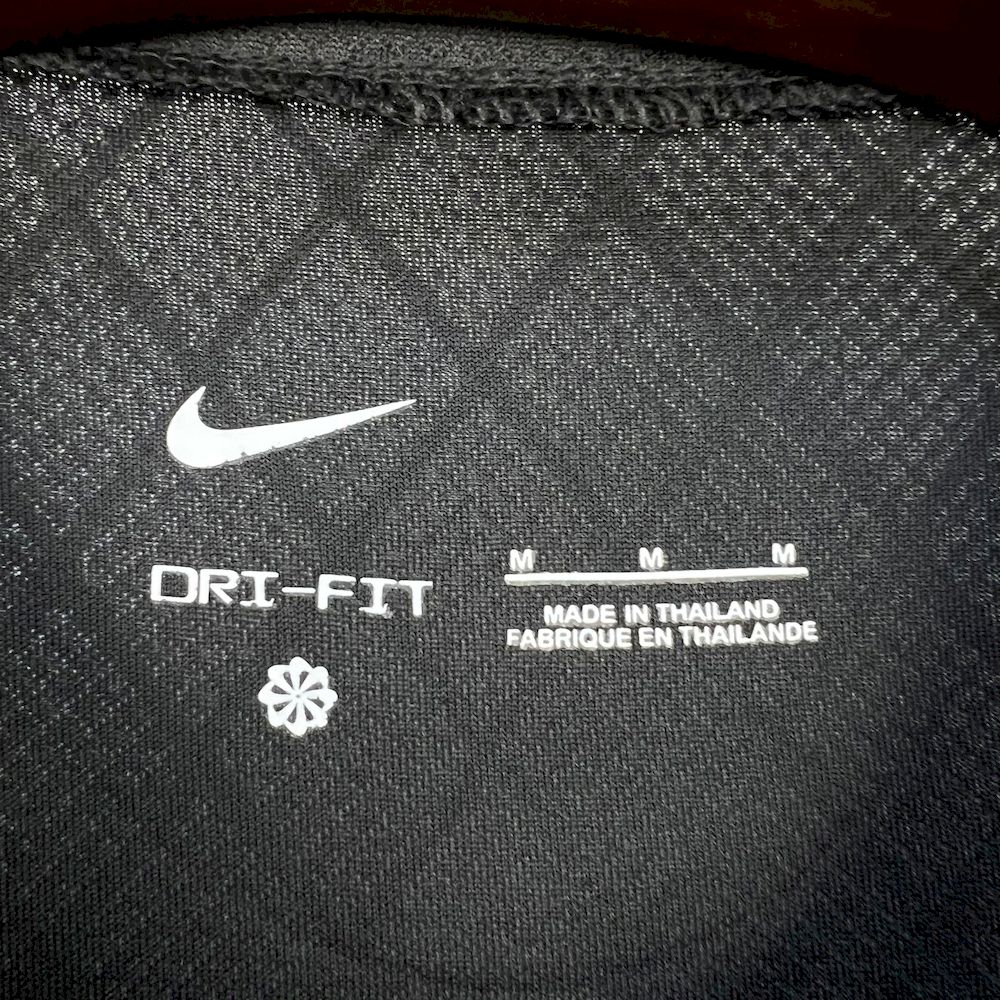 DRI-FIT
M M M
MADE IN THAILAND
FABRIQUE EN THAILANDE